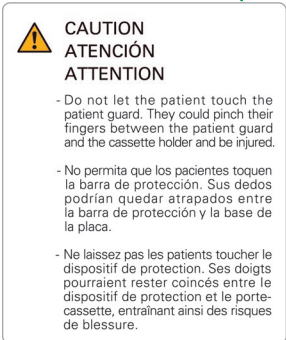 CAUTION
ATENCIÓN
ATTENTION
- Do not let the patient touch the
patient guard. They could pinch their
fingers between the patient guard
and the cassette holder and be injured.
- No permita que los pacientes toquen
la barra de protección. Sus dedos
podrían quedar atrapados entre
la barra de protección y la base de
la placa.
- Ne laissez pas les patients toucher le
dispositif de protection. Ses doigts
pourraient rester coincés entre le
dispositif de protection et le porte-
cassette, entraînant ainsi des risques
de blessure.